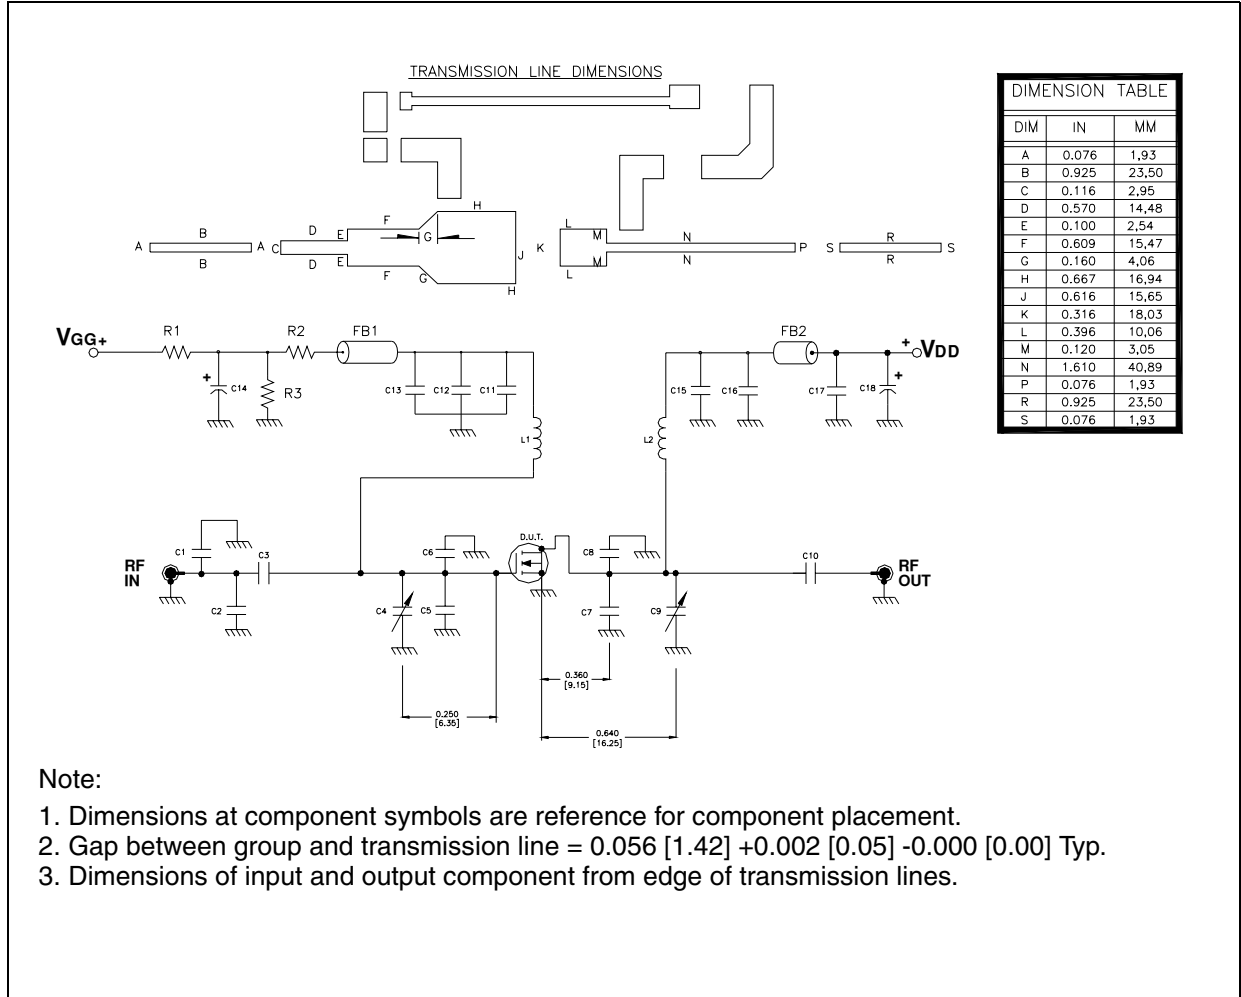 TRANSMISSION LINE DIMENSIONS
DIMENSION TABLE
DIM IN MM
A 0.076 1,93
B 0.925 23,50
C 0.116 2,95
D 0.570 14,48
E 0.100 2,54
F 0.609 15,47
G 0.160 4,06
H 0.667 16,94
J 0.616 15,65
K 0.316 18,03
L 0.396 10,06
M 0.120 3,05
N 1.610 40,89
P 0.076 1,93
R 0.925 23,50
S 0.076 1,93
H
F
D
B
E
G
A
A
C
J
K
B
D
E
F
G
H
L
M
N
P
S
R
S
L
M
N
R
VGG+
R1
R2
FB1
FB2
+
VDD
+
C14
R3
C13
C12
C11
C15
C16
C17
C18
+
L1
L2
RF
IN
C1
C3
C2
C6
C4
C5
D.U.T.
C8
C7
C9
C10
RF
OUT
0.360
[9.15]
0.250
[6.35]
0.640
[16.25]
Note:
1. Dimensions at component symbols are reference for component placement.
2. Gap between group and transmission line = 0.056 [1.42] +0.002 [0.05] -0.000 [0.00] Typ.
3. Dimensions of input and output component from edge of transmission lines.